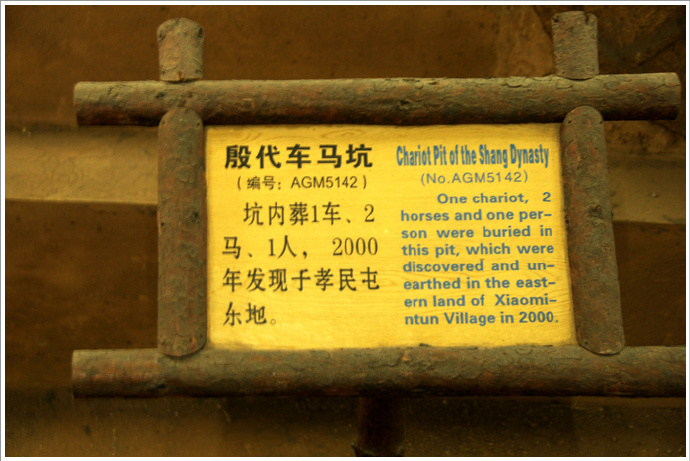 殷代车马坑
（编号：AGM5142）
坑内葬1车、2
马、1人，2000
年发现于孝民屯
东地。
Chariot Pit of the Shang Dynasty
(No.AGM5142)
One chariot, 2
horses and one per-
son were buried in
this pit, which were
discovered and un-
earthed in the east-
ern land of Xiaomi-
ntun Village in 2000.